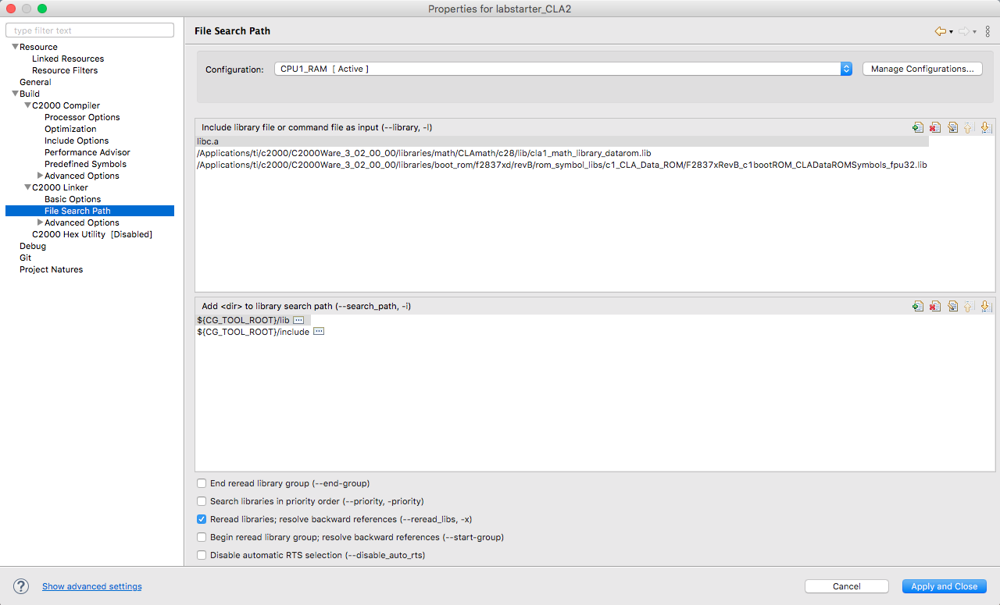 Properties for labstarter_CLA2
type filter text
Resource
Linked Resources
Resource Filters
General
Build
C2000 Compiler
Processor Options
Optimization
Include Options
Performance Advisor
Predefined Symbols
Advanced Options
C2000 Linker
Basic Options
File Search Path
Advanced Options
C2000 Hex Utility [Disabled]
Debug
Git
Project Natures
File Search Path
Configuration:
CPU1_RAM [ Active ]
Manage Configurations...
Include library file or command file as input (--library, -l)
libc.a
/Applications/ti/c2000/C2000Ware_3_02_00_00/libraries/math/CLAmath/c28/lib/cla1_math_library_datarom.lib
/Applications/ti/c2000/C2000Ware_3_02_00_00/libraries/boot_rom/f2837xd/revB/rom_symbol_libs/c1_CLA_Data_ROM/F2837xRevB_c1bootROM_CLADataROMSymbols_fpu32.lib
Add <dir> to library search path (--search_path, -i)
${CG_TOOL_ROOT}/lib
${CG_TOOL_ROOT}/include
End reread library group (--end-group)
Search libraries in priority order (--priority, -priority)
Reread libraries; resolve backward references (--reread_libs, -x)
Begin reread library group; resolve backward references (--start-group)
Disable automatic RTS selection (--disable_auto_rts)
?
Show advanced settings
Cancel
Apply and Close